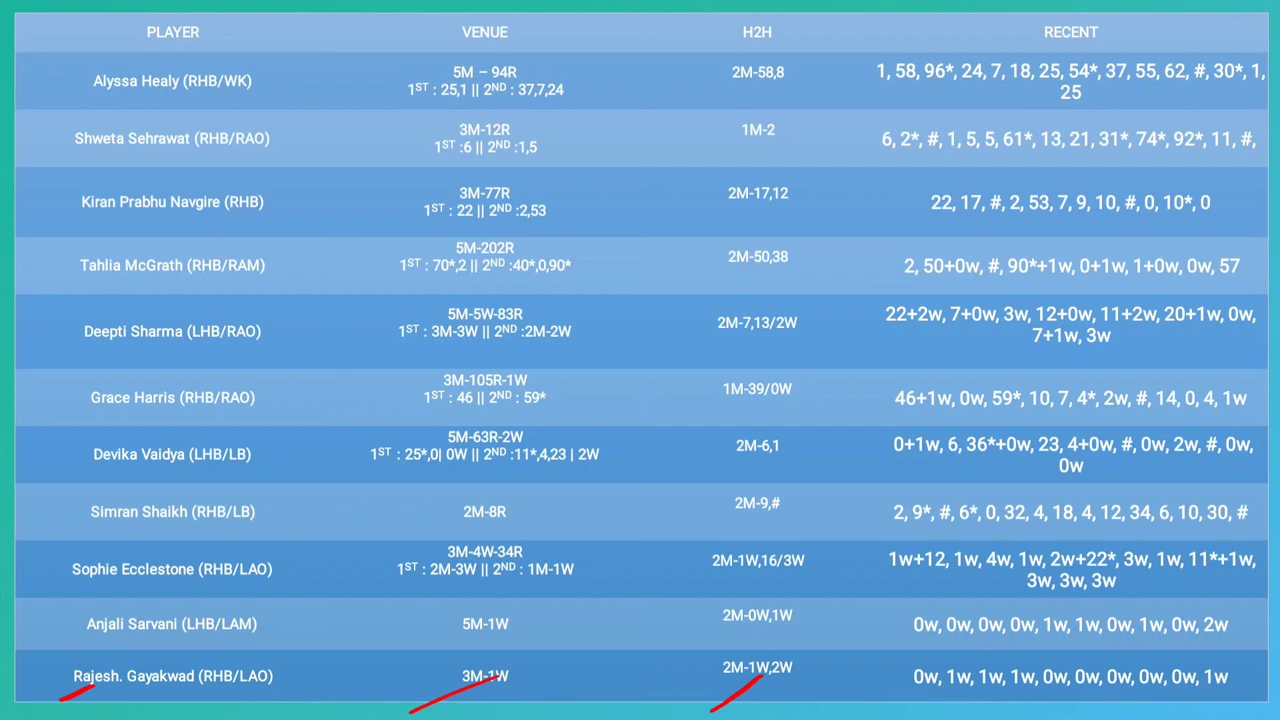 PLAYER VENUE H2H RECENT
Alyssa Healy (RHB/WK) 5M – 94R 2M-58,8 1, 58, 96*, 24, 7, 18, 25, 54*, 37, 55, 62, #, 30*, 1,
1ST : 25,1 || 2ND : 37,7,24 25
Shweta Sehrawat (RHB/RAO) 3M-12R 1M-2 6, 2*, #, 1, 5, 5, 61*, 13, 21, 31*, 74*, 92*, 11, #,
1ST :6 || 2ND :1,5
Kiran Prabhu Navgire (RHB) 3M-77R 2M-17,12 22, 17, #, 2, 53, 7, 9, 10, #, 0, 10*, 0
1ST : 22 || 2ND :2,53
Tahlia McGrath (RHB/RAM) 5M-202R 2M-50,38 2, 50+0w, #, 90*+1w, 0+1w, 1+0w, 0w, 57
1ST : 70*,2 || 2ND :40*,0,90*
Deepti Sharma (LHB/RAO) 5M-5W-83R 2M-7,13/2W 22+2w, 7+0w, 3w, 12+0w, 11+2w, 20+1w, 0w,
1ST : 3M-3W || 2ND :2M-2W 7+1w, 3w
Grace Harris (RHB/RAO) 3M-105R-1W 1M-39/0W 46+1w, 0w, 59*, 10, 7, 4*, 2w, #, 14, 0, 4, 1w
1ST : 46 || 2ND : 59*
Devika Vaidya (LHB/LB) 5M-63R-2W 2M-6,1 0+1w, 6, 36*+0w, 23, 4+0w, #, 0w, 2w, #, 0w,
1ST : 25*,0| 0W || 2ND :11*,4,23 | 2W 0w
Simran Shaikh (RHB/LB) 2M-8R 2M-9,# 2, 9*, #, 6*, 0, 32, 4, 18, 4, 12, 34, 6, 10, 30, #
Sophie Ecclestone (RHB/LAO) 3M-4W-34R 2M-1W,16/3W 1w+12, 1w, 4w, 1w, 2w+22*, 3w, 1w, 11*+1w,
1ST : 2M-3W || 2ND : 1M-1W 3w, 3w, 3w
Anjali Sarvani (LHB/LAM) 5M-1W 2M-0W,1W 0w, 0w, 0w, 0w, 1w, 1w, 0w, 1w, 0w, 2w
Rajesh. Gayakwad (RHB/LAO) 3M-1W 2M-1W,2W 0w, 1w, 1w, 1w, 0w, 0w, 0w, 0w, 0w, 1w